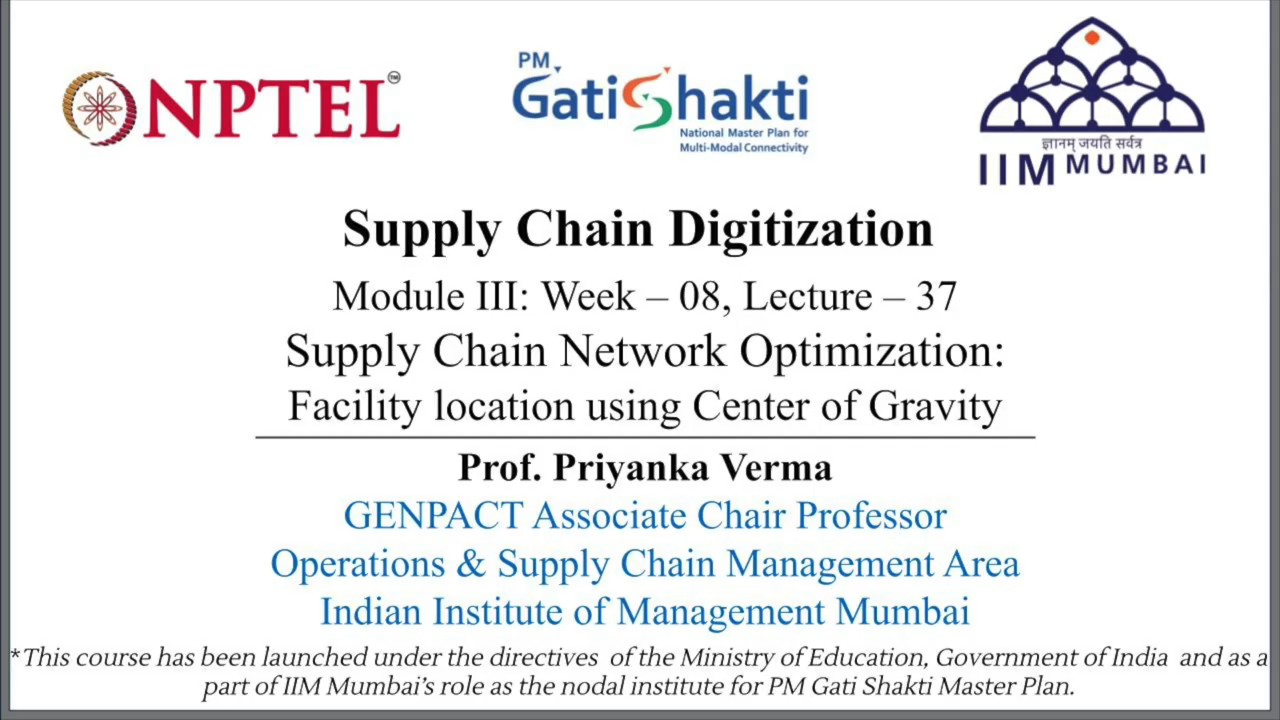 NPTEL™
PM
GatiShakti
National Master Plan for
Multi-Modal Connectivity
ज्ञानम् जयति सर्वत्र
IIM MUMBAI
Supply Chain Digitization
Module III: Week – 08, Lecture – 37
Supply Chain Network Optimization:
Facility location using Center of Gravity
Prof. Priyanka Verma
GENPACT Associate Chair Professor
Operations & Supply Chain Management Area
Indian Institute of Management Mumbai
*This course has been launched under the directives of the Ministry of Education, Government of India and as a
part of IIM Mumbai’s role as the nodal institute for PM Gati Shakti Master Plan.